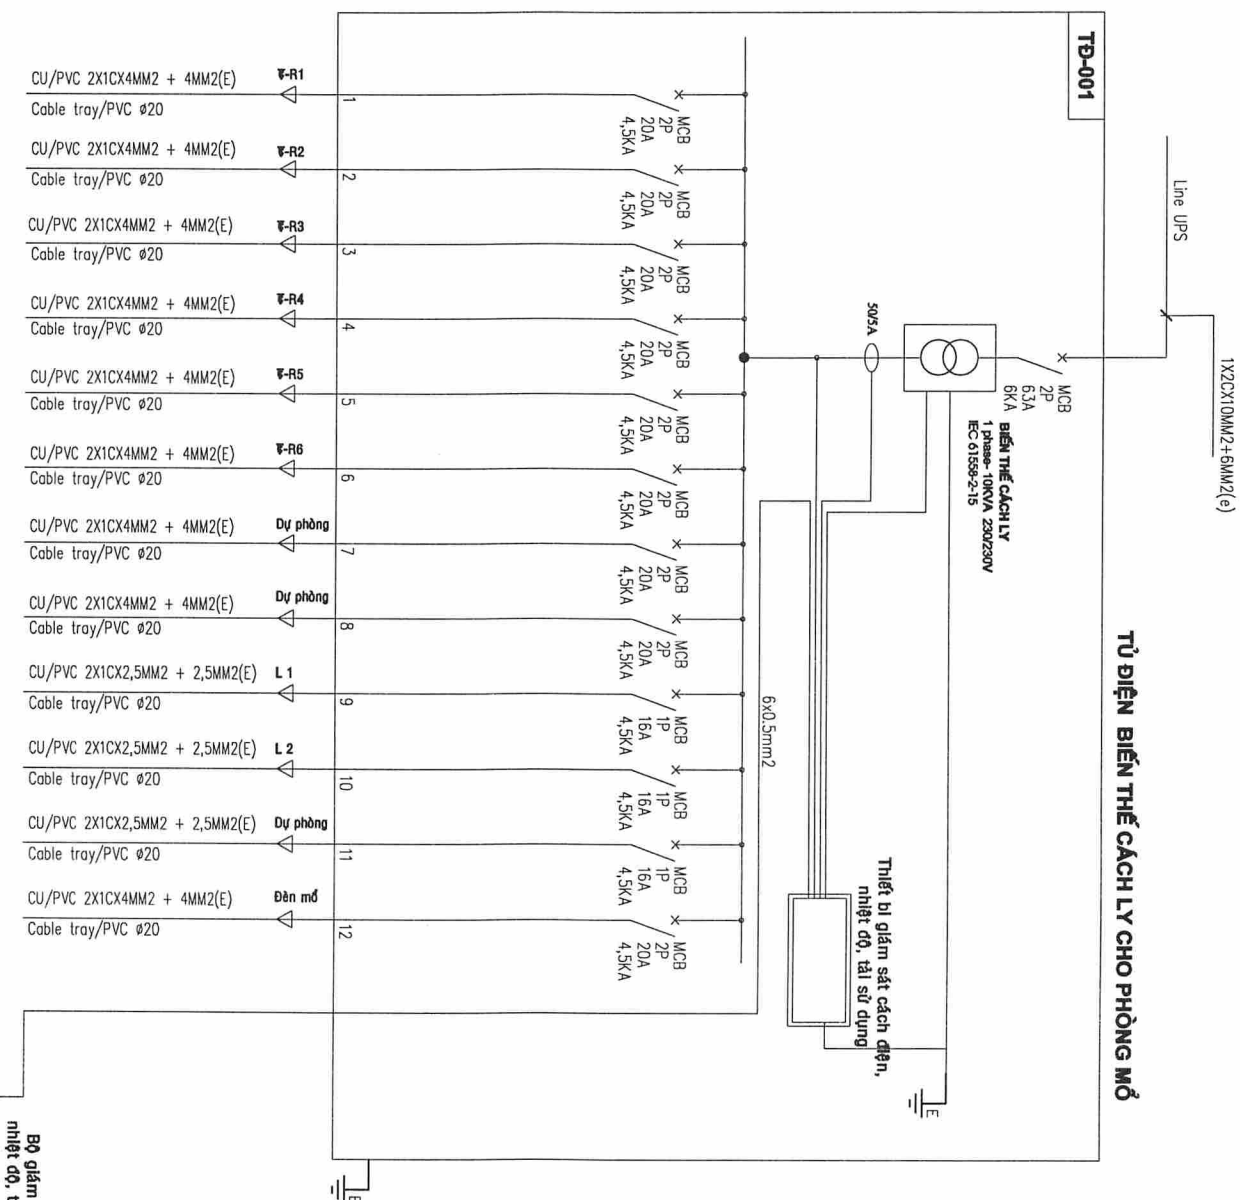 TỦ ĐIỆN BIẾN THẾ CÁCH LY CHO PHÒNG MỔ
TĐ-001
Line UPS
1X2CX10MM2+6MM2(e)
MCB
2P
63A
6KA
BIẾN THẾ CÁCH LY
1 phase- 10KVA 230/230V
IEC 61558-2-15
50/5A
Thiết bị giám sát cách điện,
nhiệt độ, tải sử dụng
6x0.5mm2
E
CU/PVC 2X1CX4MM2 + 4MM2(E)
Cable tray/PVC ø20
-R1
1
MCB
2P
20A
4,5KA
CU/PVC 2X1CX4MM2 + 4MM2(E)
Cable tray/PVC ø20
-R2
2
MCB
2P
20A
4,5KA
CU/PVC 2X1CX4MM2 + 4MM2(E)
Cable tray/PVC ø20
-R3
3
MCB
2P
20A
4,5KA
CU/PVC 2X1CX4MM2 + 4MM2(E)
Cable tray/PVC ø20
-R4
4
MCB
2P
20A
4,5KA
CU/PVC 2X1CX4MM2 + 4MM2(E)
Cable tray/PVC ø20
-R5
5
MCB
2P
20A
4,5KA
CU/PVC 2X1CX4MM2 + 4MM2(E)
Cable tray/PVC ø20
-R6
6
MCB
2P
20A
4,5KA
CU/PVC 2X1CX4MM2 + 4MM2(E)
Cable tray/PVC ø20
Dự phòng
7
MCB
2P
20A
4,5KA
CU/PVC 2X1CX4MM2 + 4MM2(E)
Cable tray/PVC ø20
Dự phòng
8
MCB
2P
20A
4,5KA
CU/PVC 2X1CX2,5MM2 + 2,5MM2(E)
Cable tray/PVC ø20
L 1
9
MCB
1P
16A
4,5KA
CU/PVC 2X1CX2,5MM2 + 2,5MM2(E)
Cable tray/PVC ø20
L 2
10
MCB
1P
16A
4,5KA
CU/PVC 2X1CX2,5MM2 + 2,5MM2(E)
Cable tray/PVC ø20
Dự phòng
11
MCB
1P
16A
4,5KA
CU/PVC 2X1CX4MM2 + 4MM2(E)
Cable tray/PVC ø20
Đèn mổ
12
MCB
2P
20A
4,5KA
E
Bộ giám
nhiệt độ, t